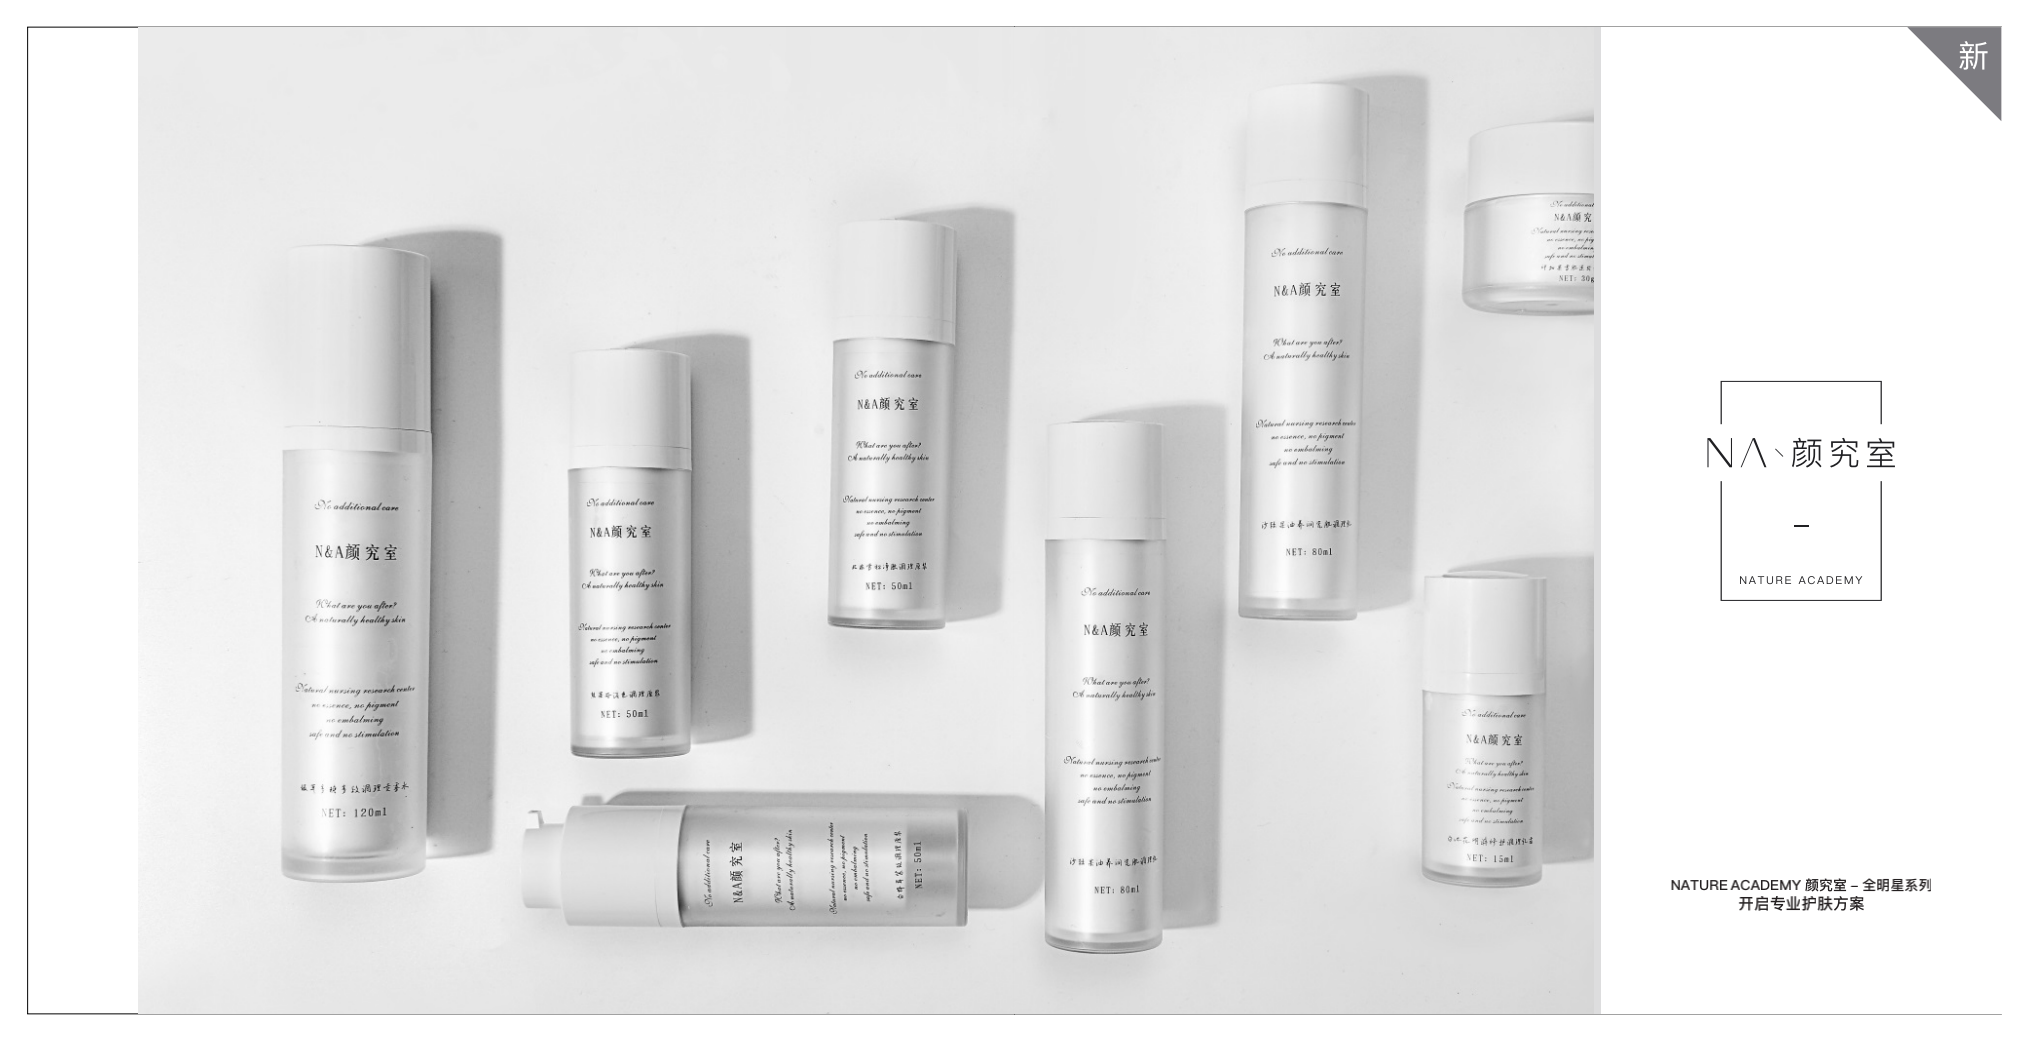 新
No additional care
N&A颜究室
What are you after?
A naturally healthy skin
Natural nursing research center
no essence, no pigment
no embalming
safe and no stimulation
NET: 120ml
No additional care
N&A颜究室
What are you after?
A naturally healthy skin
Natural nursing research center
no essence, no pigment
no embalming
safe and no stimulation
NET: 50ml
No additional care
N&A颜究室
What are you after?
A naturally healthy skin
Natural nursing research center
no essence, no pigment
no embalming
safe and no stimulation
NET: 50ml
No additional care
N&A颜究室
What are you after?
A naturally healthy skin
Natural nursing research center
no essence, no pigment
no embalming
safe and no stimulation
NET: 50ml
No additional care
N&A颜究室
What are you after?
A naturally healthy skin
Natural nursing research center
no essence, no pigment
no embalming
safe and no stimulation
NET: 80ml
No additional care
N&A颜究室
What are you after?
A naturally healthy skin
Natural nursing research center
no essence, no pigment
no embalming
safe and no stimulation
NET: 80ml
No additional
N&A颜究
no embalming
NET: 30g
No additional care
N&A颜究室
What are you after?
A naturally healthy skin
Natural nursing research center
no essence, no pigment
no embalming
safe and no stimulation
NET: 15ml
NA、颜究室
NATURE ACADEMY
NATURE ACADEMY 颜究室 – 全明星系列
开启专业护肤方案